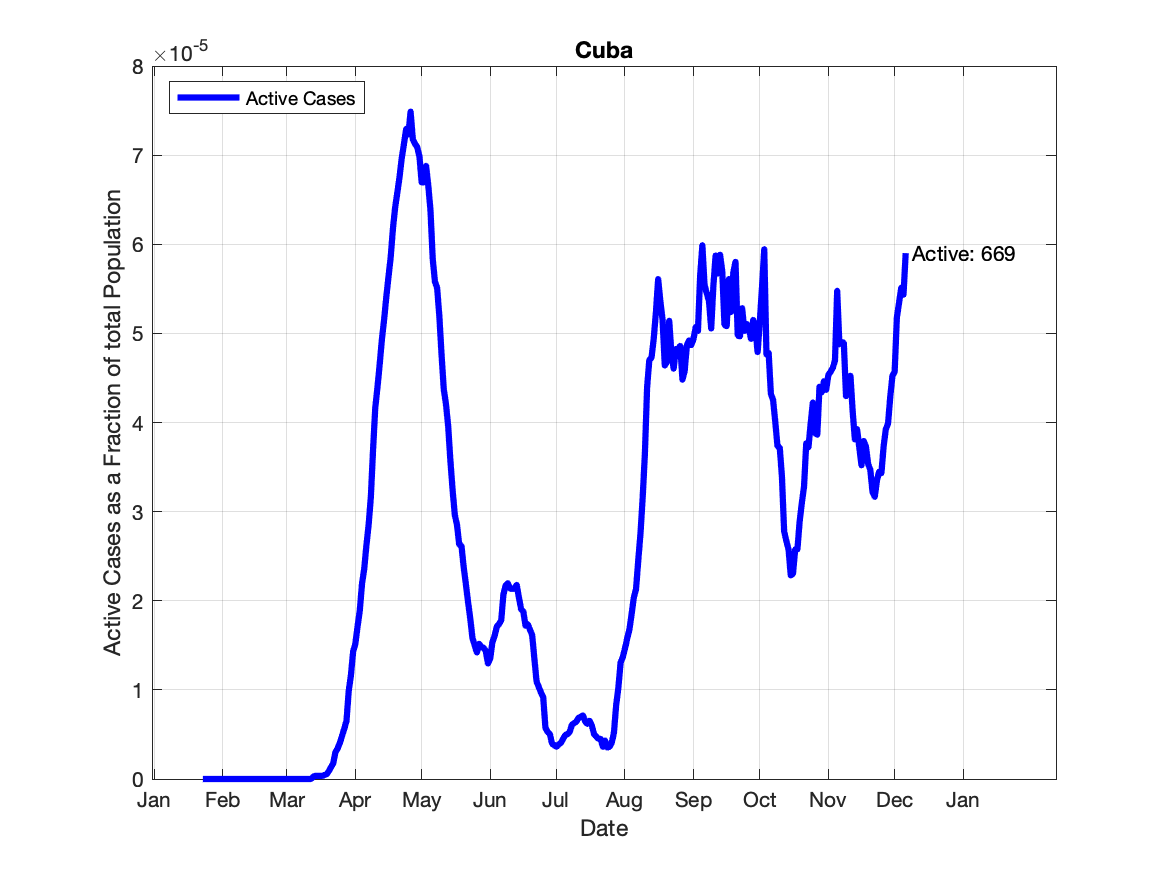 Cuba
×10^-5
Active Cases
8
7
6
5
4
3
2
1
0
Active Cases as a Fraction of total Population
Active: 669
Jan Feb Mar Apr May Jun Jul Aug Sep Oct Nov Dec Jan
Date